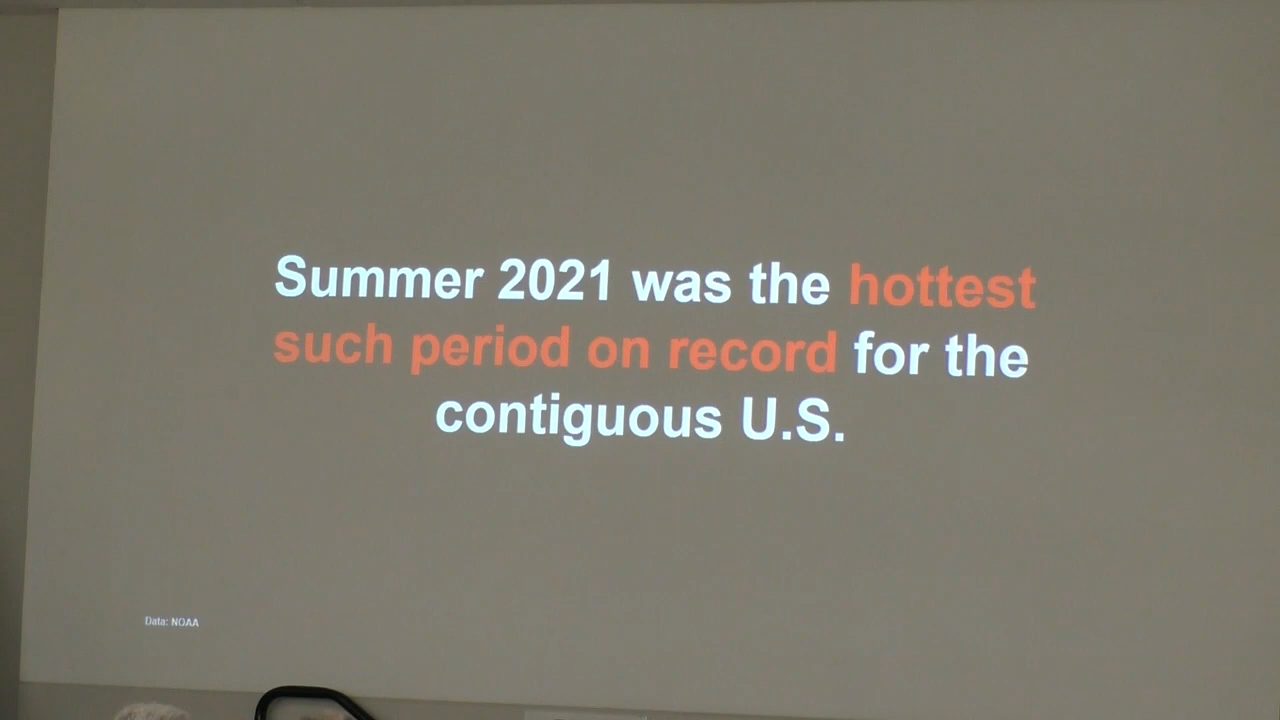 Summer 2021 was the hottest
such period on record for the
contiguous U.S.
Data: NOAA